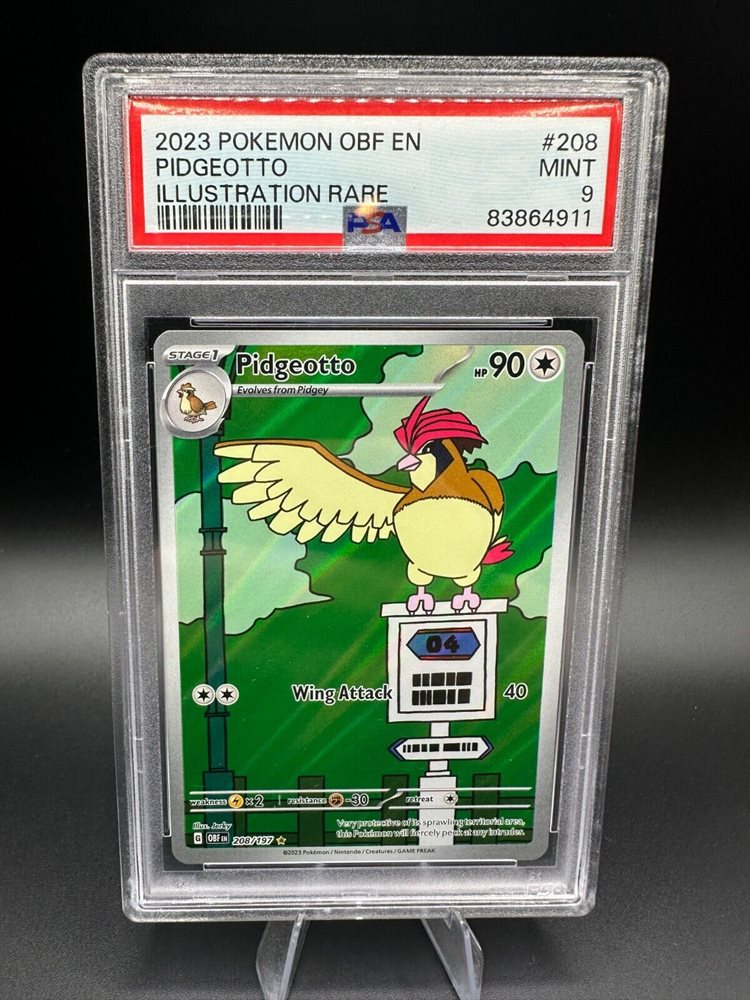 2023 POKEMON OBF EN #208
PIDGEOTTO MINT
ILLUSTRATION RARE 9
PSA 83864911
STAGE1 Pidgeotto HP 90
Evolves from Pidgey
04
Wing Attack 40
weakness x2 resistance -30 retreat
Illus. Jerky
Very protective of its sprawling territorial area,
this Pokémon will fiercely peck at any intruder.
G OBF EN 208/197
©2023 Pokémon / Nintendo / Creatures / GAME FREAK